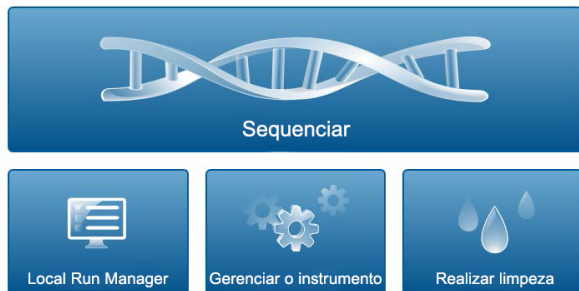 Sequenciar
Local Run Manager
Gerenciar o instrumento
Realizar limpeza